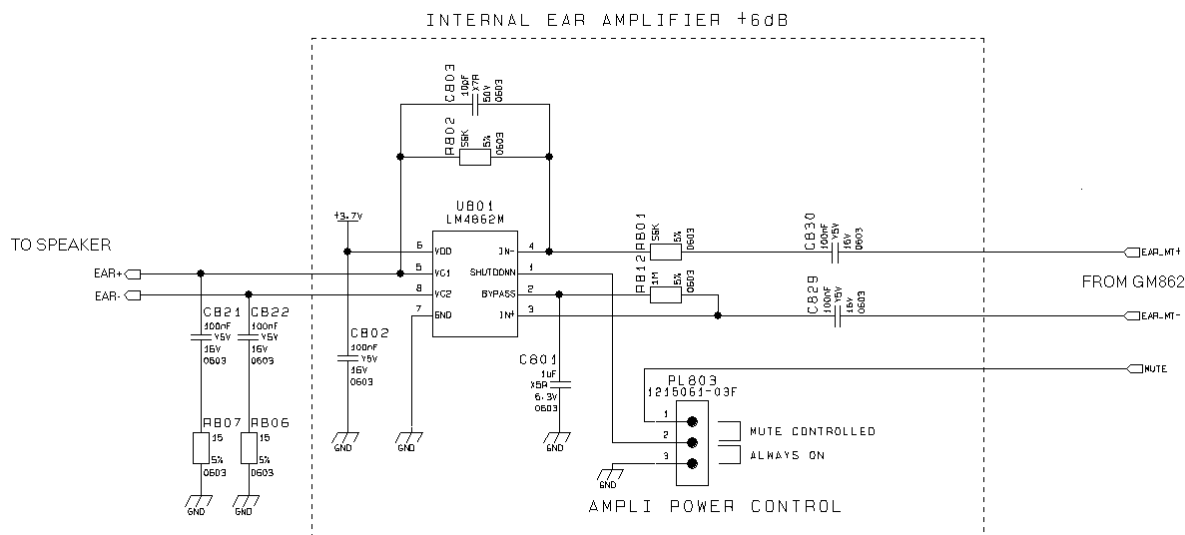 INTERNAL EAR AMPLIFIER +6dB
C803
10pF
X7R
50V
0603
R802
56K
5%
0603
U801
LM4862M
+3.7V
6 VDD IN- 4
5 VO1 SHUTDOWN 1
8 VO2 BYPASS 2
7 GND IN+ 3
R801
56K
5%
0603
C830
100nF
Y5V
16V
0603
EAR_MT+
TO SPEAKER
EAR+
EAR-
R812
1M
5%
0603
C829
100nF
Y5V
16V
0603
FROM GM862
EAR_MT-
C821
100nF
Y5V
16V
0603
C822
100nF
Y5V
16V
0603
C802
100nF
Y5V
16V
0603
C801
1uF
X5R
6.3V
0603
MUTE
PL803
1215061-03F
1
2
3
MUTE CONTROLLED
ALWAYS ON
R807
15
5%
0603
R806
15
5%
0603
GND
GND
GND
GND
GND
GND
AMPLI POWER CONTROL